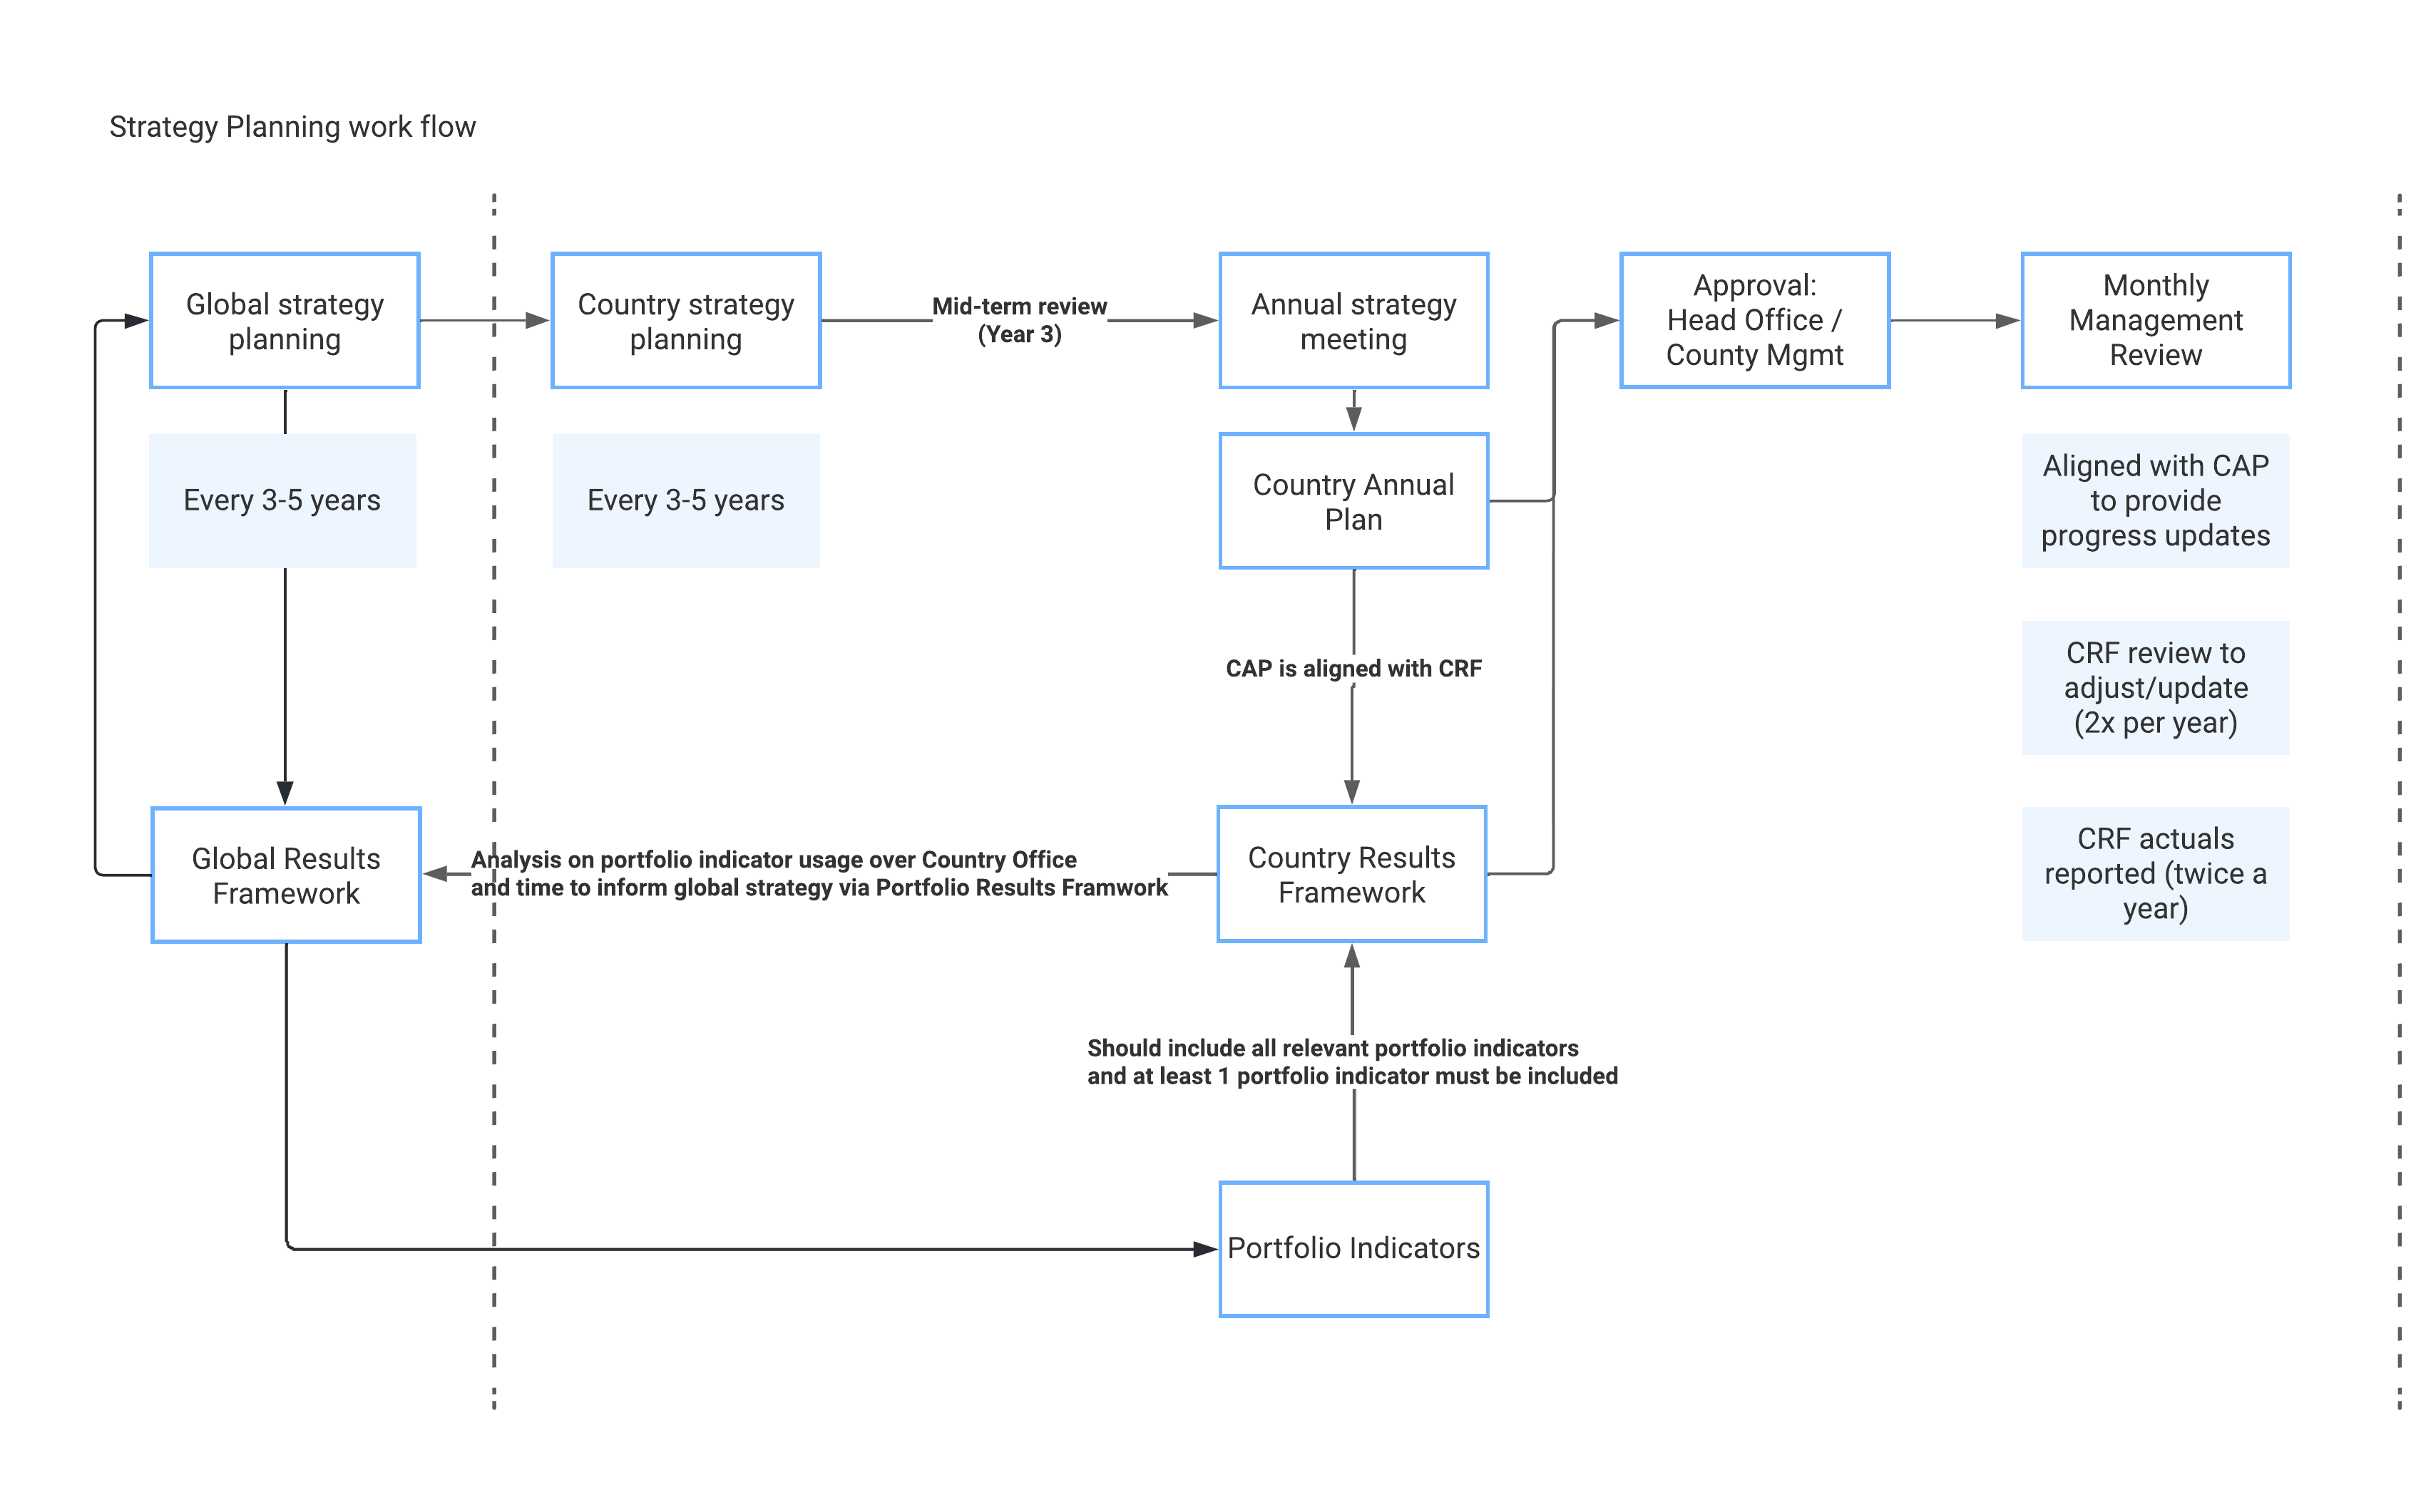 Strategy Planning work flow
Global strategy
planning
Country strategy
planning
Mid-term review
(Year 3)
Annual strategy
meeting
Approval:
Head Office /
County Mgmt
Monthly
Management
Review
Every 3-5 years
Every 3-5 years
Country Annual
Plan
Aligned with CAP
to provide
progress updates
CAP is aligned with CRF
CRF review to
adjust/update
(2x per year)
Global Results
Framework
Analysis on portfolio indicator usage over Country Office
and time to inform global strategy via Portfolio Results Framwork
Country Results
Framework
CRF actuals
reported (twice a
year)
Should include all relevant portfolio indicators
and at least 1 portfolio indicator must be included
Portfolio Indicators